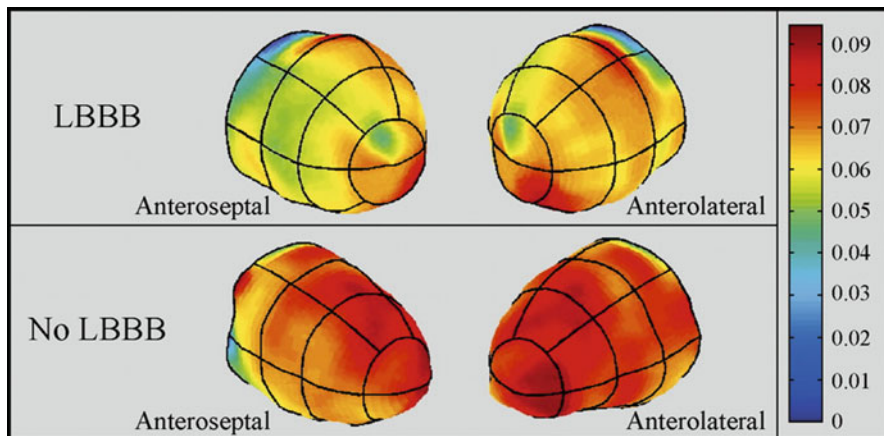 LBBB
Anteroseptal
Anterolateral
No LBBB
Anteroseptal
Anterolateral
0.09
0.08
0.07
0.06
0.05
0.04
0.03
0.02
0.01
0